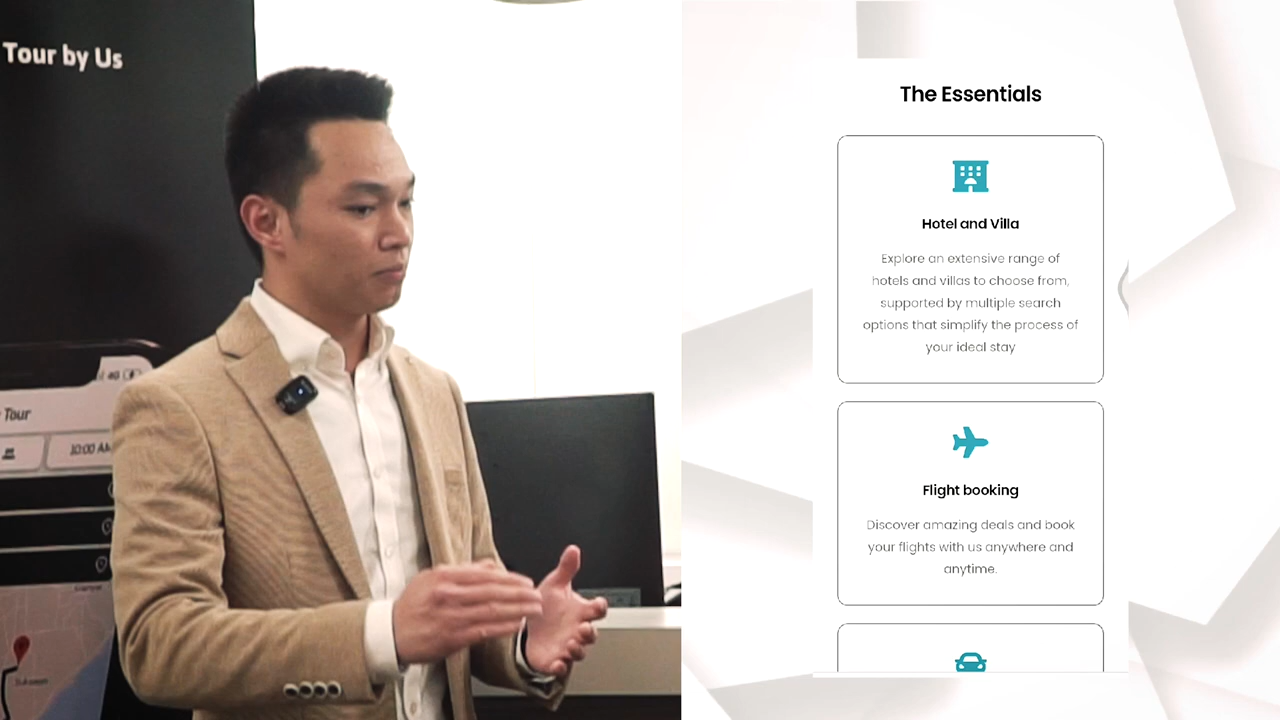 Tour by Us
4G
Tour
10:00 AM
The Essentials
Hotel and Villa
Explore an extensive range of
hotels and villas to choose from,
supported by multiple search
options that simplify the process of
your ideal stay
Flight booking
Discover amazing deals and book
your flights with us anywhere and
anytime.